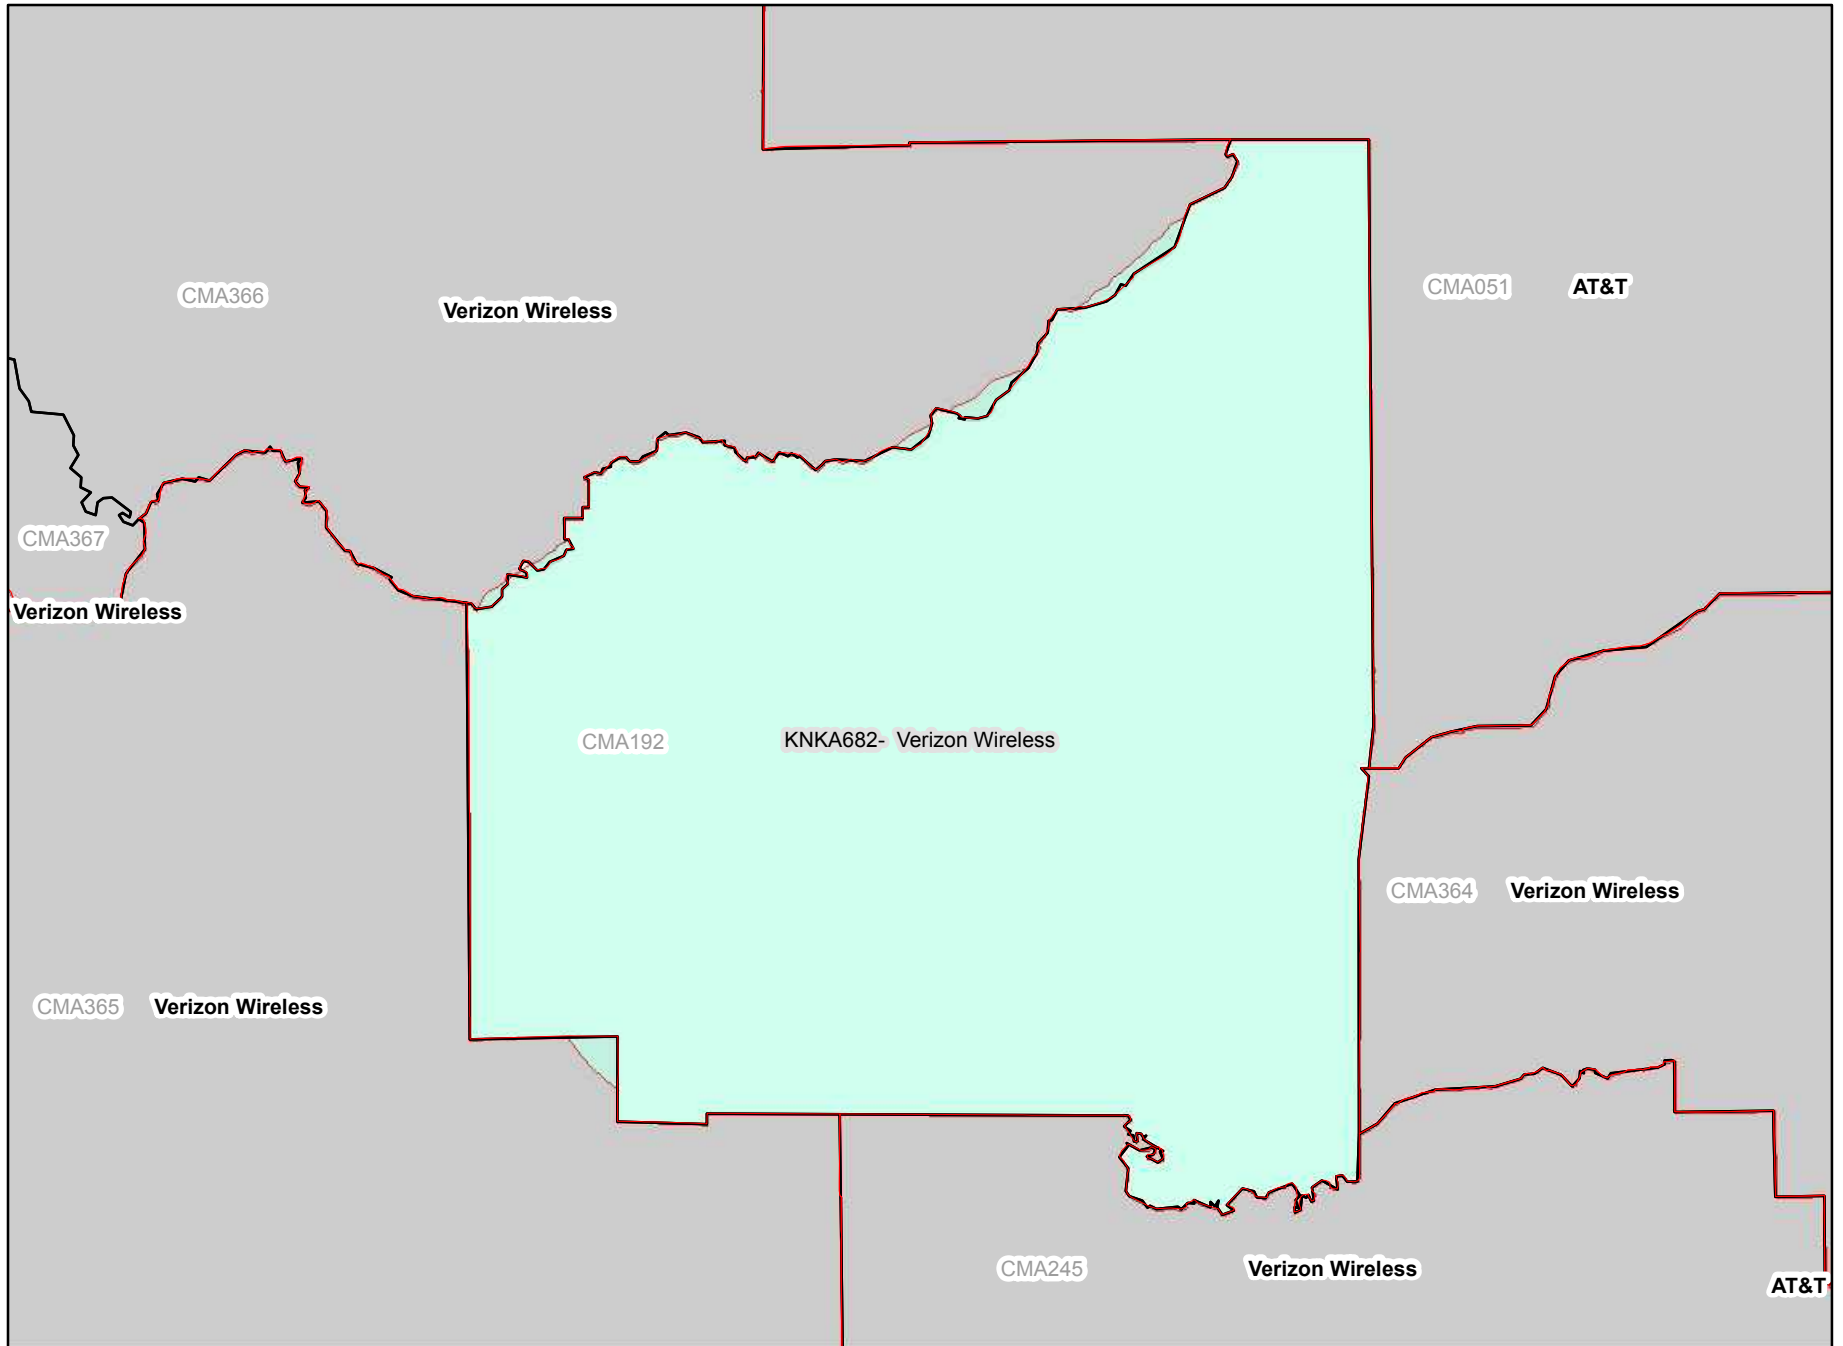 CMA051 AT&T
CMA366 Verizon Wireless
CMA367
Verizon Wireless
CMA192 KNKA682- Verizon Wireless
CMA364 Verizon Wireless
CMA365 Verizon Wireless
CMA245 Verizon Wireless
AT&T